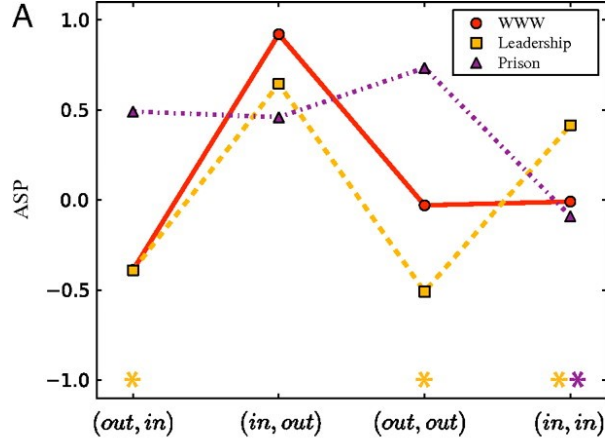 A
1.0
WWW
Leadership
Prison
0.5
ASP
0.0
−0.5
−1.0
(out, in)
(in, out)
(out, out)
(in, in)